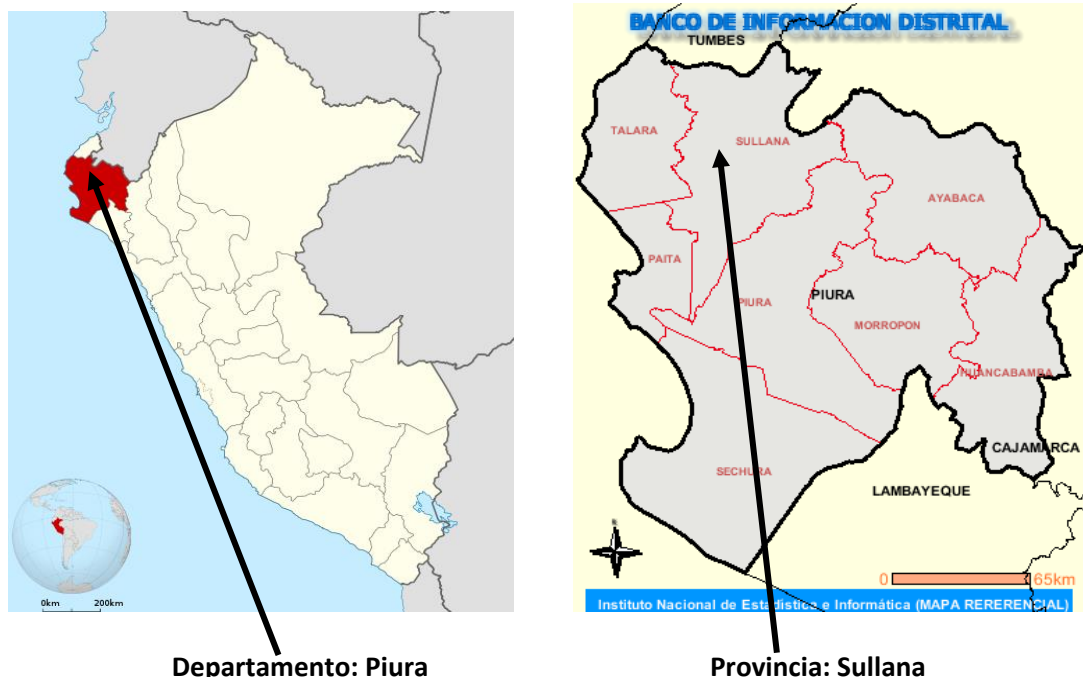 BANCO DE INFORMACION DISTRITAL
TUMBES
TALARA
SULLANA
AYABACA
PAITA
PIURA
PIURA
MORROPON
HUANCABAMBA
SECHURA
CAJAMARCA
LAMBAYEQUE
N
0 65km
Instituto Nacional de Estadística e Informática (MAPA RERERENCIAL)
0km 200km
Departamento: Piura
Provincia: Sullana